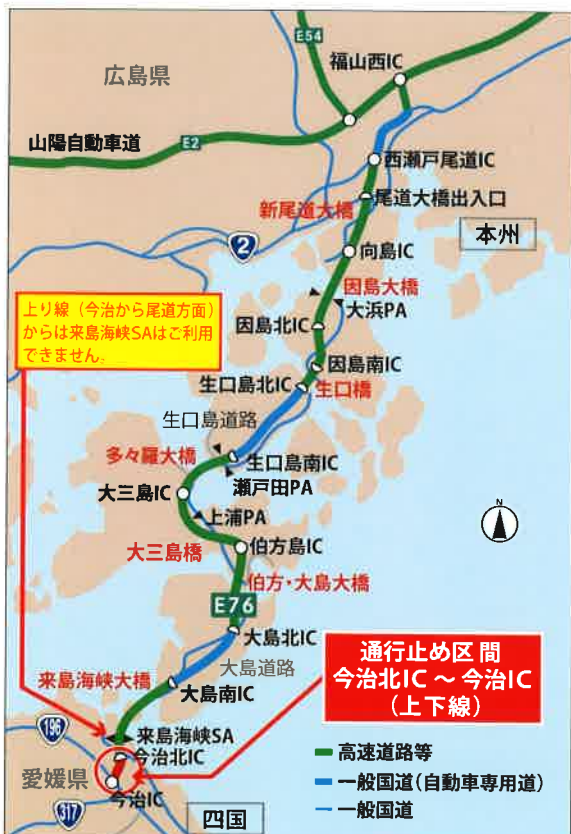 E54
福山西IC
広島県
山陽自動車道
E2
西瀬戸尾道IC
尾道大橋出入口
新尾道大橋
2
本州
向島IC
因島大橋
大浜PA
上り線（今治から尾道方面）
からは来島海峡SAはご利用
できません。
因島北IC
因島南IC
生口島北IC
生口橋
生口島道路
多々羅大橋
生口島南IC
瀬戸田PA
大三島IC
上浦PA
N
大三島橋
伯方島IC
伯方・大島大橋
E76
大島北IC
大島道路
通行止め区間
今治北IC～今治IC
（上下線）
来島海峡大橋
大島南IC
196
来島海峡SA
今治北IC
愛媛県
今治IC
317
四国
高速道路等
一般国道（自動車専用道）
一般国道